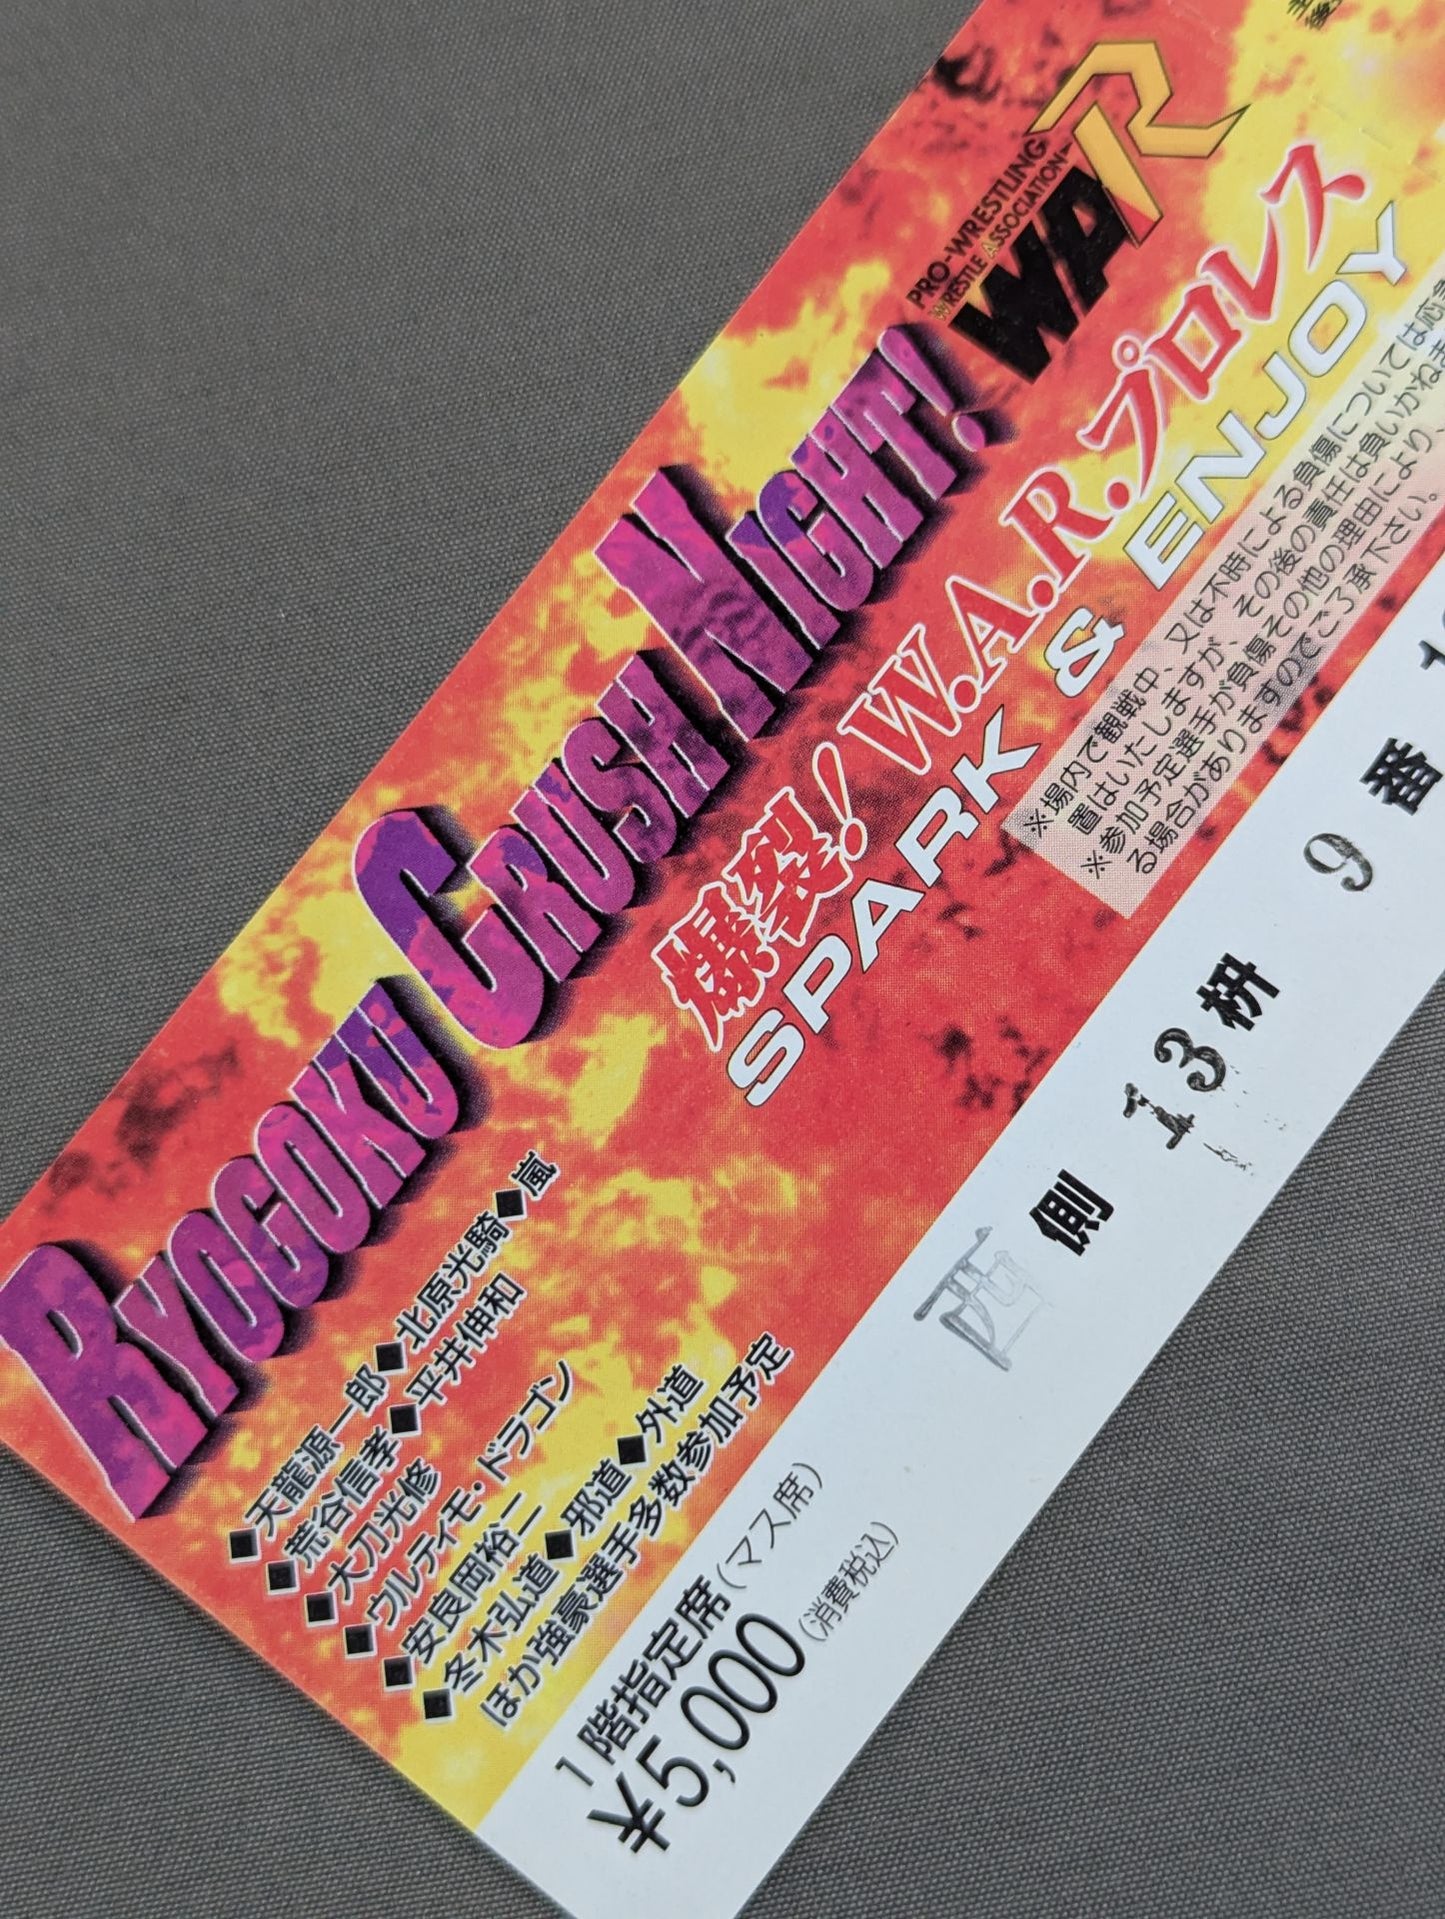 RYOGOKU CRUSH NIGHT!
PRO-WRESTLING
WRESTLE ASSOCIATION
WAR
爆裂!W.A.R.プロレス
SPARK & ENJOY
◆天龍源一郎◆北原光騎◆嵐
◆荒谷信孝◆平井伸和
◆大刀光修
◆ウルティモ・ドラゴン
◆安良岡裕二
◆冬木弘道◆邪道◆外道
ほか強豪選手多数参加予定
※場内で観戦中、又は不時による負傷については応急
置はいたしますが、その後の責任は負いかねま
※参加予定選手が負傷その他の理由により、
る場合がありますのでご了承下さい。
1階指定席(マス席)
¥5,000(消費税込)
西側 13枡 9番